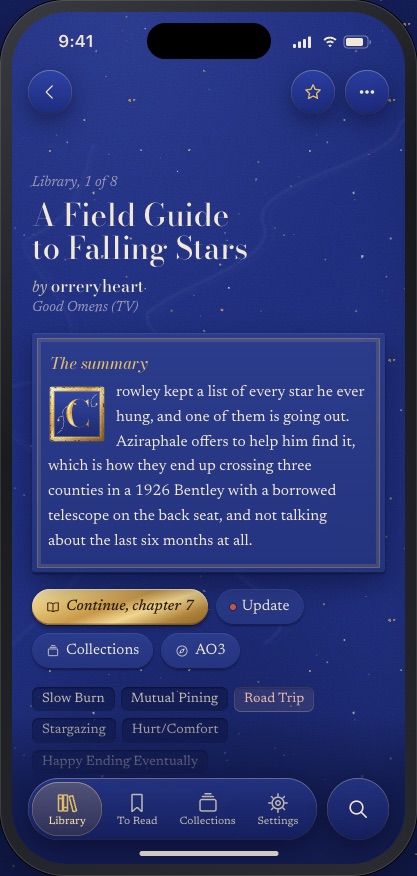 9:41
Library, 1 of 8
A Field Guide
to Falling Stars
by orreryheart
Good Omens (TV)
The summary
Crowley kept a list of every star he ever
hung, and one of them is going out.
Aziraphale offers to help him find it,
which is how they end up crossing three
counties in a 1926 Bentley with a borrowed
telescope on the back seat, and not talking
about the last six months at all.
Continue, chapter 7
Update
Collections
AO3
Slow Burn
Mutual Pining
Road Trip
Stargazing
Hurt/Comfort
Happy Ending Eventually
Library
To Read
Collections
Settings